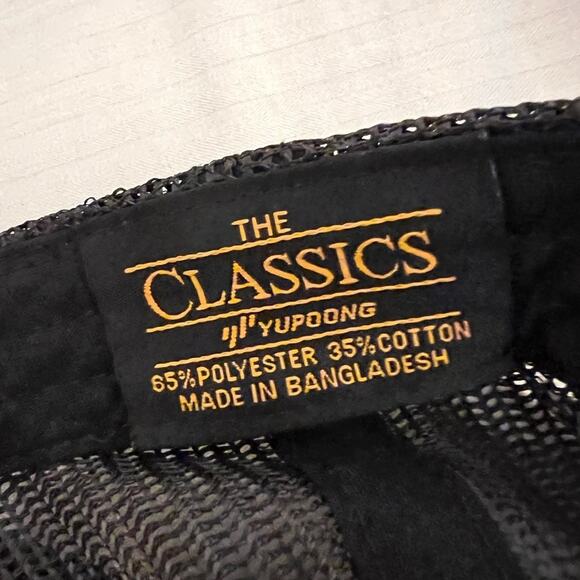 THE
CLASSICS
YUPOONG
65%POLYESTER 35%COTTON
MADE IN BANGLADESH